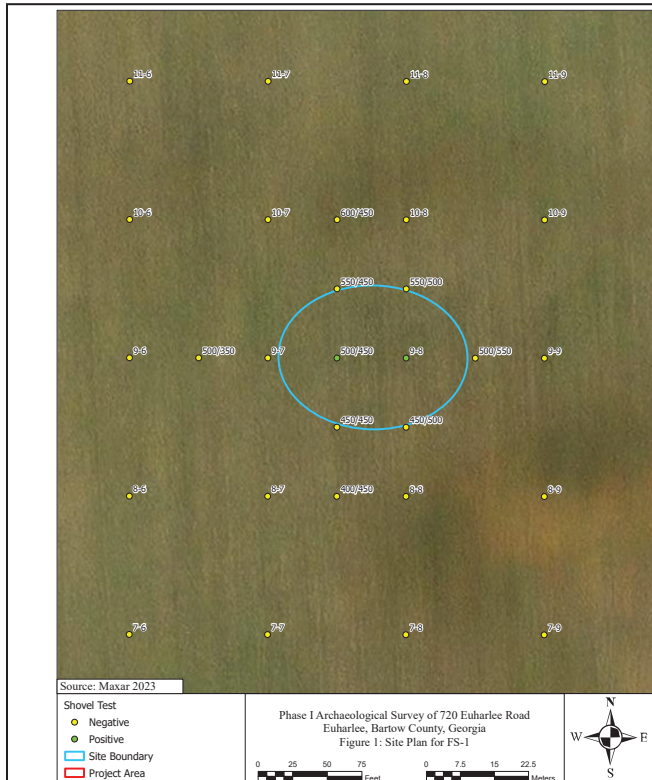 11-6 11-7 11-8 11-9
10-6 10-7 600/450 10-8 10-9
550/450 550/500
9-6 500/350 9-7 500/450 9-8 500/550 9-9
450/450 450/500
8-6 8-7 400/450 8-8 8-9
7-6 7-7 7-8 7-9
Source: Maxar 2023
Shovel Test
Negative
Positive
Site Boundary
Project Area
Phase I Archaeological Survey of 720 Euharlee Road
Euharlee, Bartow County, Georgia
Figure 1: Site Plan for FS-1
0 25 50 75
Feet
0 7.5 15 22.5
Meters
N
W E
S